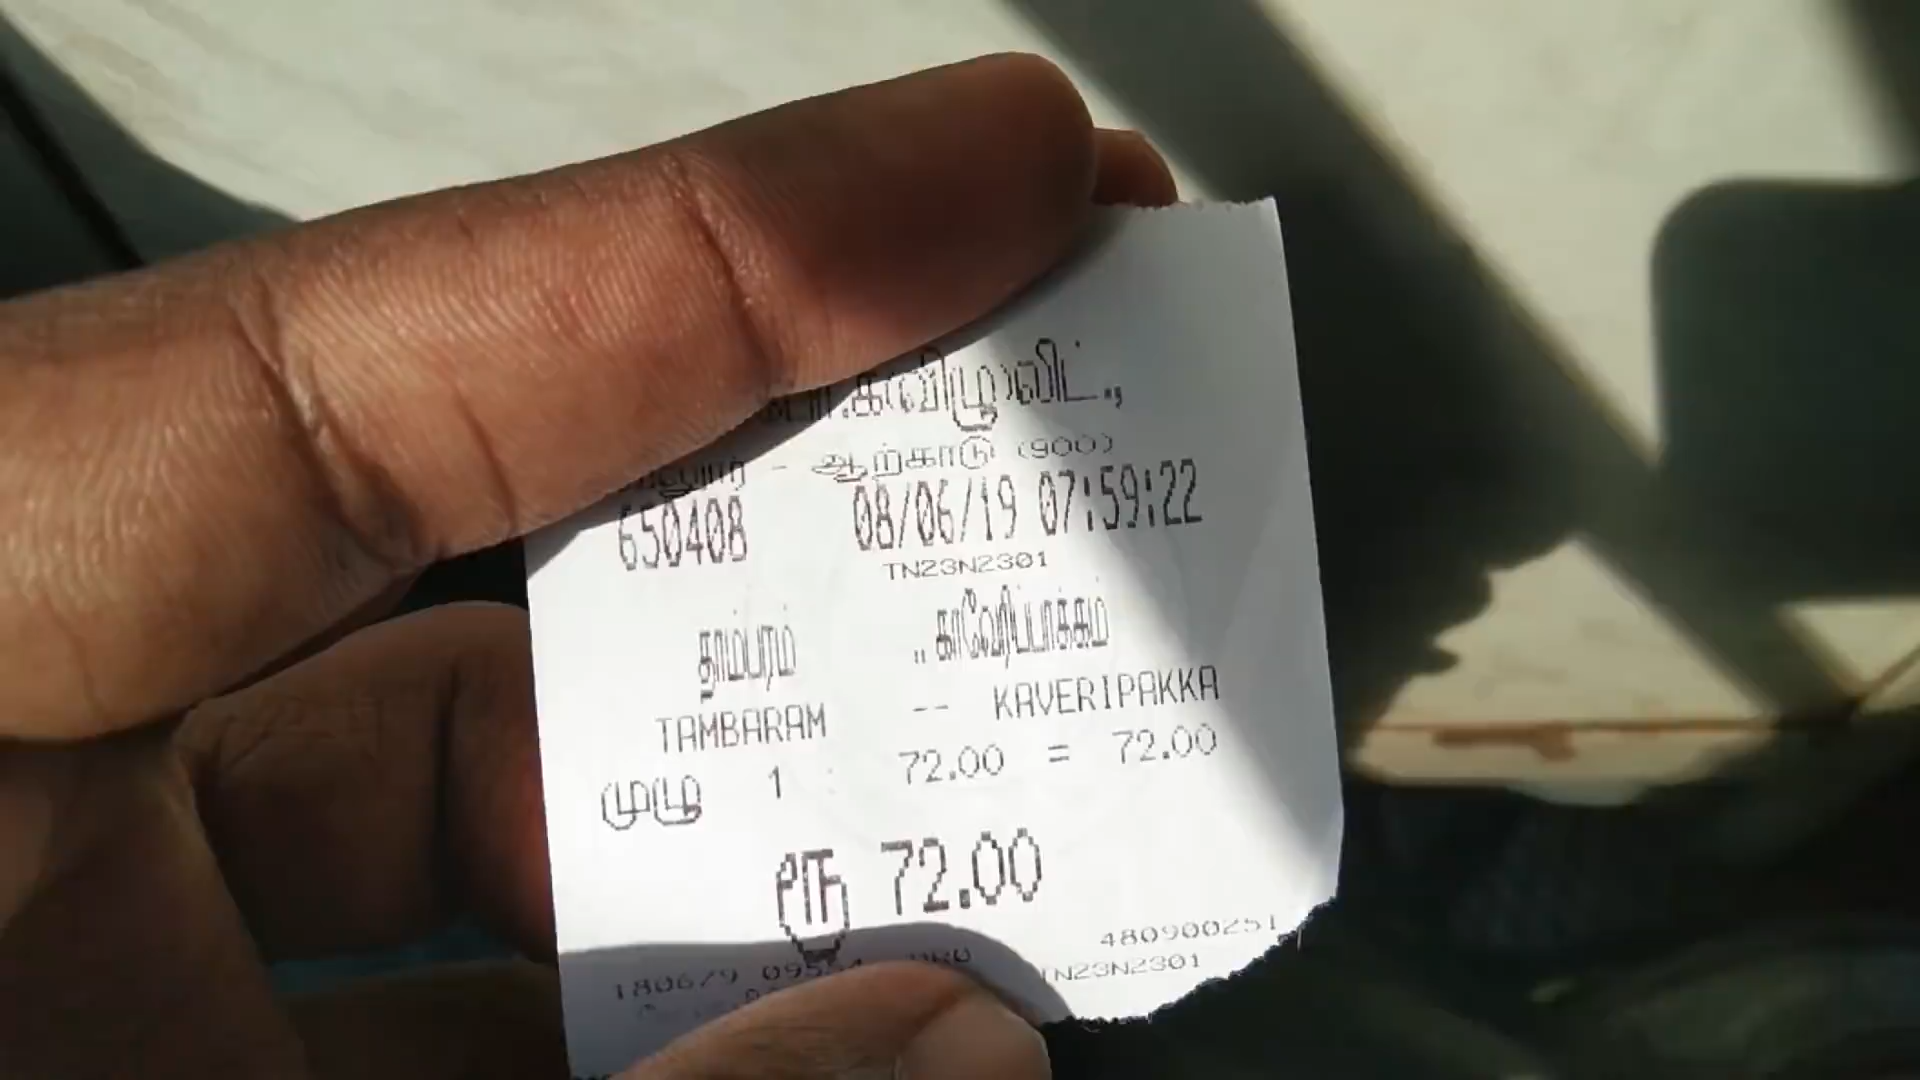 .க(விழு)லிட்.,
- ஆற்காடு (900)
650408 08/06/19 07:59:22
TN23N2301
தாம்பரம் .. காவேரிப்பாக்கம்
TAMBARAM -- KAVERIPAKKA
முழு 1 : 72.00 = 72.00
ரூ 72.00
480900251
TN23N2301